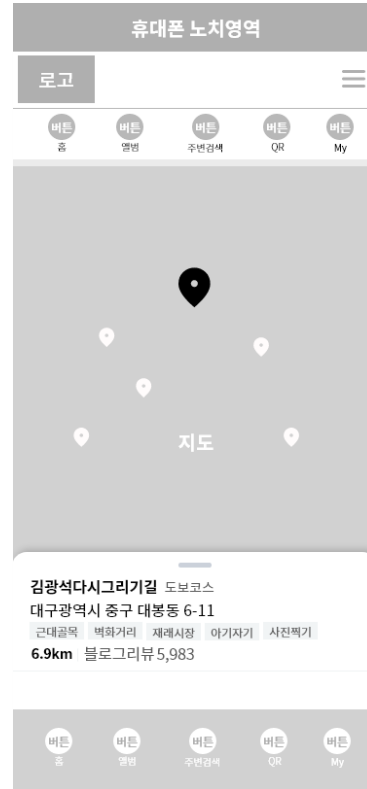 휴대폰 노치영역
로고
버튼 버튼 버튼 버튼 버튼
홈 앨범 주변검색 QR My
지도
김광석다시그리기길 도보코스
대구광역시 중구 대봉동 6-11
근대골목 벽화거리 재래시장 아기자기 사진찍기
6.9km 블로그리뷰 5,983
버튼 버튼 버튼 버튼 버튼
홈 앨범 주변검색 QR My